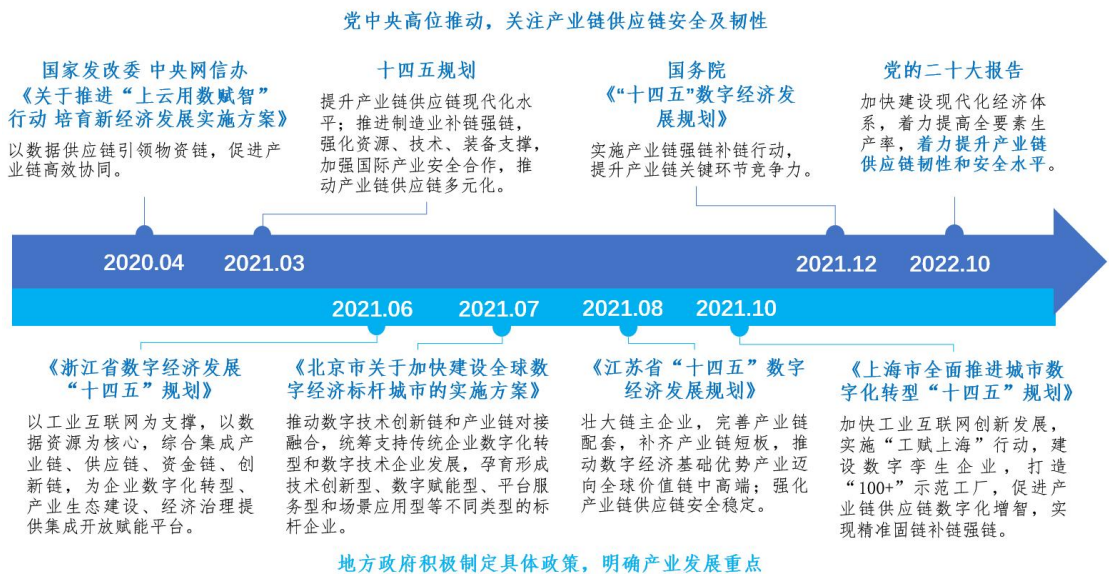 党中央高位推动，关注产业链供应链安全及韧性
国家发改委 中央网信办
《关于推进“上云用数赋智”
行动 培育新经济发展实施方案》
以数据供应链引领物资链，促进产
业链高效协同。
十四五规划
提升产业链供应链现代化水
平；推进制造业补链强链，
强化资源、技术、装备支撑，
加强国际产业安全合作，推
动产业链供应链多元化。
国务院
《“十四五”数字经济发
展规划》
实施产业链强链补链行动，
提升产业链关键环节竞争力。
党的二十大报告
加快建设现代化经济体
系，着力提高全要素生
产率，着力提升产业链
供应链韧性和安全水平。
2020.04
2021.03
2021.12
2022.10
2021.06
2021.07
2021.08
2021.10
《浙江省数字经济发展
“十四五”规划》
以工业互联网为支撑，以数
据资源为核心，综合集成产
业链、供应链、资金链、创
新链，为企业数字化转型、
产业生态建设、经济治理提
供集成开放赋能平台。
《北京市关于加快建设全球数
字经济标杆城市的实施方案》
推动数字技术创新链和产业链对接
融合，统筹支持传统企业数字化转
型和数字技术企业发展，孕育形成
技术创新型、数字赋能型、平台服
务型和场景应用型等不同类型的标
杆企业。
《江苏省“十四五”数字
经济发展规划》
壮大链主企业，完善产业链
配套，补齐产业链短板，推
动数字经济基础优势产业迈
向全球价值链中高端；强化
产业链供应链安全稳定。
《上海市全面推进城市数
字化转型“十四五”规划》
加快工业互联网创新发展，
实施“工赋上海”行动，建
设数字孪生企业，打造
“100+”示范工厂，促进产
业链供应链数字化增智，实
现精准固链补链强链。
地方政府积极制定具体政策，明确产业发展重点